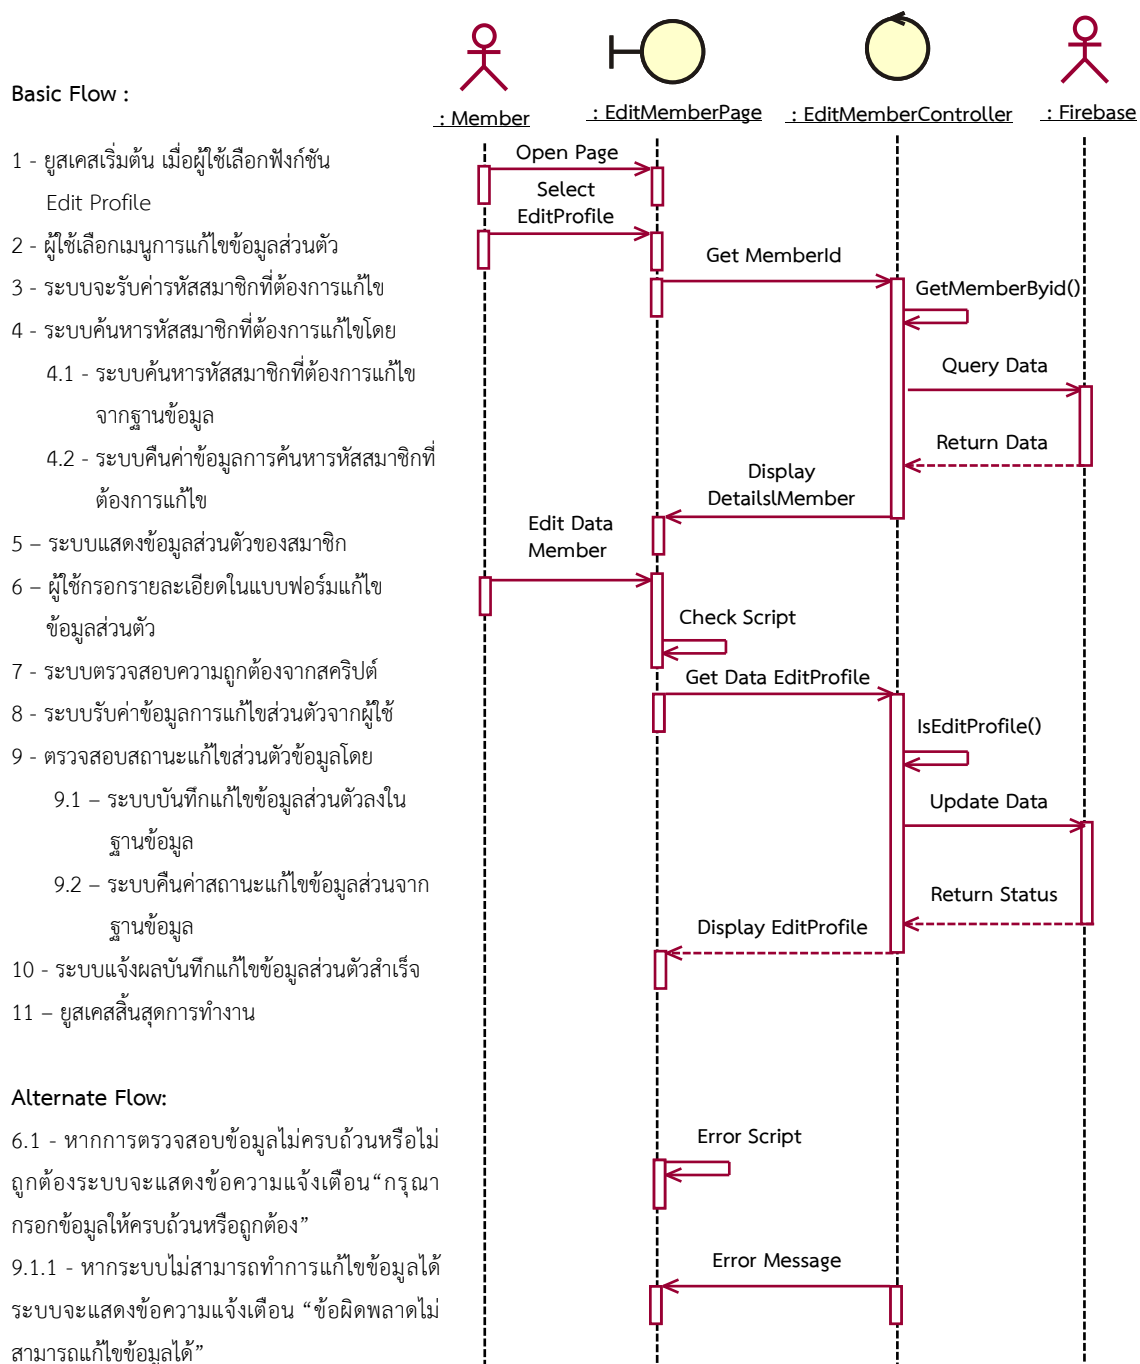 Basic Flow :
1 - ยูสเคสเริ่มต้น เมื่อผู้ใช้เลือกฟังก์ชัน
Edit Profile
2 - ผู้ใช้เลือกเมนูการแก้ไขข้อมูลส่วนตัว
3 - ระบบจะรับค่ารหัสสมาชิกที่ต้องการแก้ไข
4 - ระบบค้นหารหัสสมาชิกที่ต้องการแก้ไขโดย
4.1 - ระบบค้นหารหัสสมาชิกที่ต้องการแก้ไข
จากฐานข้อมูล
4.2 - ระบบคืนค่าข้อมูลการค้นหารหัสสมาชิกที่
ต้องการแก้ไข
5 – ระบบแสดงข้อมูลส่วนตัวของสมาชิก
6 – ผู้ใช้กรอกรายละเอียดในแบบฟอร์มแก้ไข
ข้อมูลส่วนตัว
7 - ระบบตรวจสอบความถูกต้องจากสคริปต์
8 - ระบบรับค่าข้อมูลการแก้ไขส่วนตัวจากผู้ใช้
9 - ตรวจสอบสถานะแก้ไขส่วนตัวข้อมูลโดย
9.1 – ระบบบันทึกแก้ไขข้อมูลส่วนตัวลงใน
ฐานข้อมูล
9.2 – ระบบคืนค่าสถานะแก้ไขข้อมูลส่วนจาก
ฐานข้อมูล
10 - ระบบแจ้งผลบันทึกแก้ไขข้อมูลส่วนตัวสำเร็จ
11 – ยูสเคสสิ้นสุดการทำงาน
Alternate Flow:
6.1 - หากการตรวจสอบข้อมูลไม่ครบถ้วนหรือไม่
ถูกต้องระบบจะแสดงข้อความแจ้งเตือน“กรุณา
กรอกข้อมูลให้ครบถ้วนหรือถูกต้อง”
9.1.1 - หากระบบไม่สามารถทำการแก้ไขข้อมูลได้
ระบบจะแสดงข้อความแจ้งเตือน “ข้อผิดพลาดไม่
สามารถแก้ไขข้อมูลได้”
: Member
: EditMemberPage
: EditMemberController
: Firebase
Open Page
Select
EditProfile
Get MemberId
GetMemberByid()
Query Data
Return Data
Display
DetailslMember
Edit Data
Member
Check Script
Get Data EditProfile
IsEditProfile()
Update Data
Return Status
Display EditProfile
Error Script
Error Message